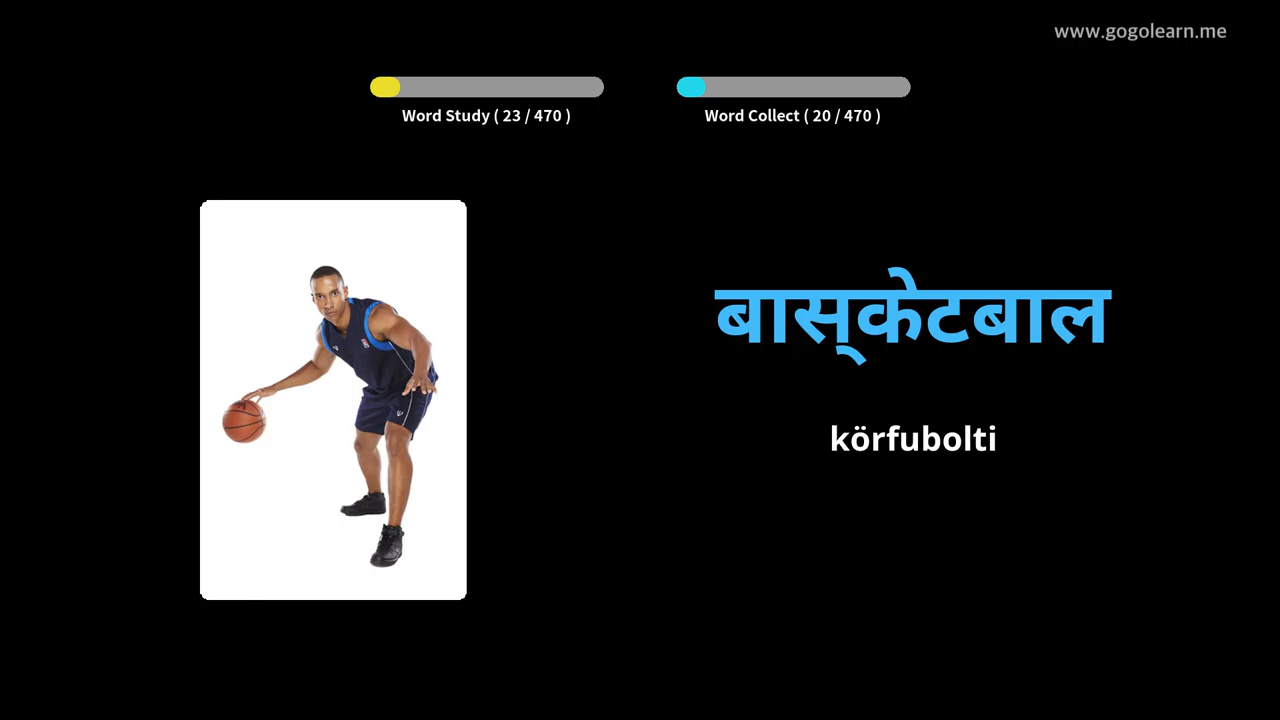 www.gogolearn.me
Word Study ( 23 / 470 )
Word Collect ( 20 / 470 )
बास्‌केटबाल
körfubolti